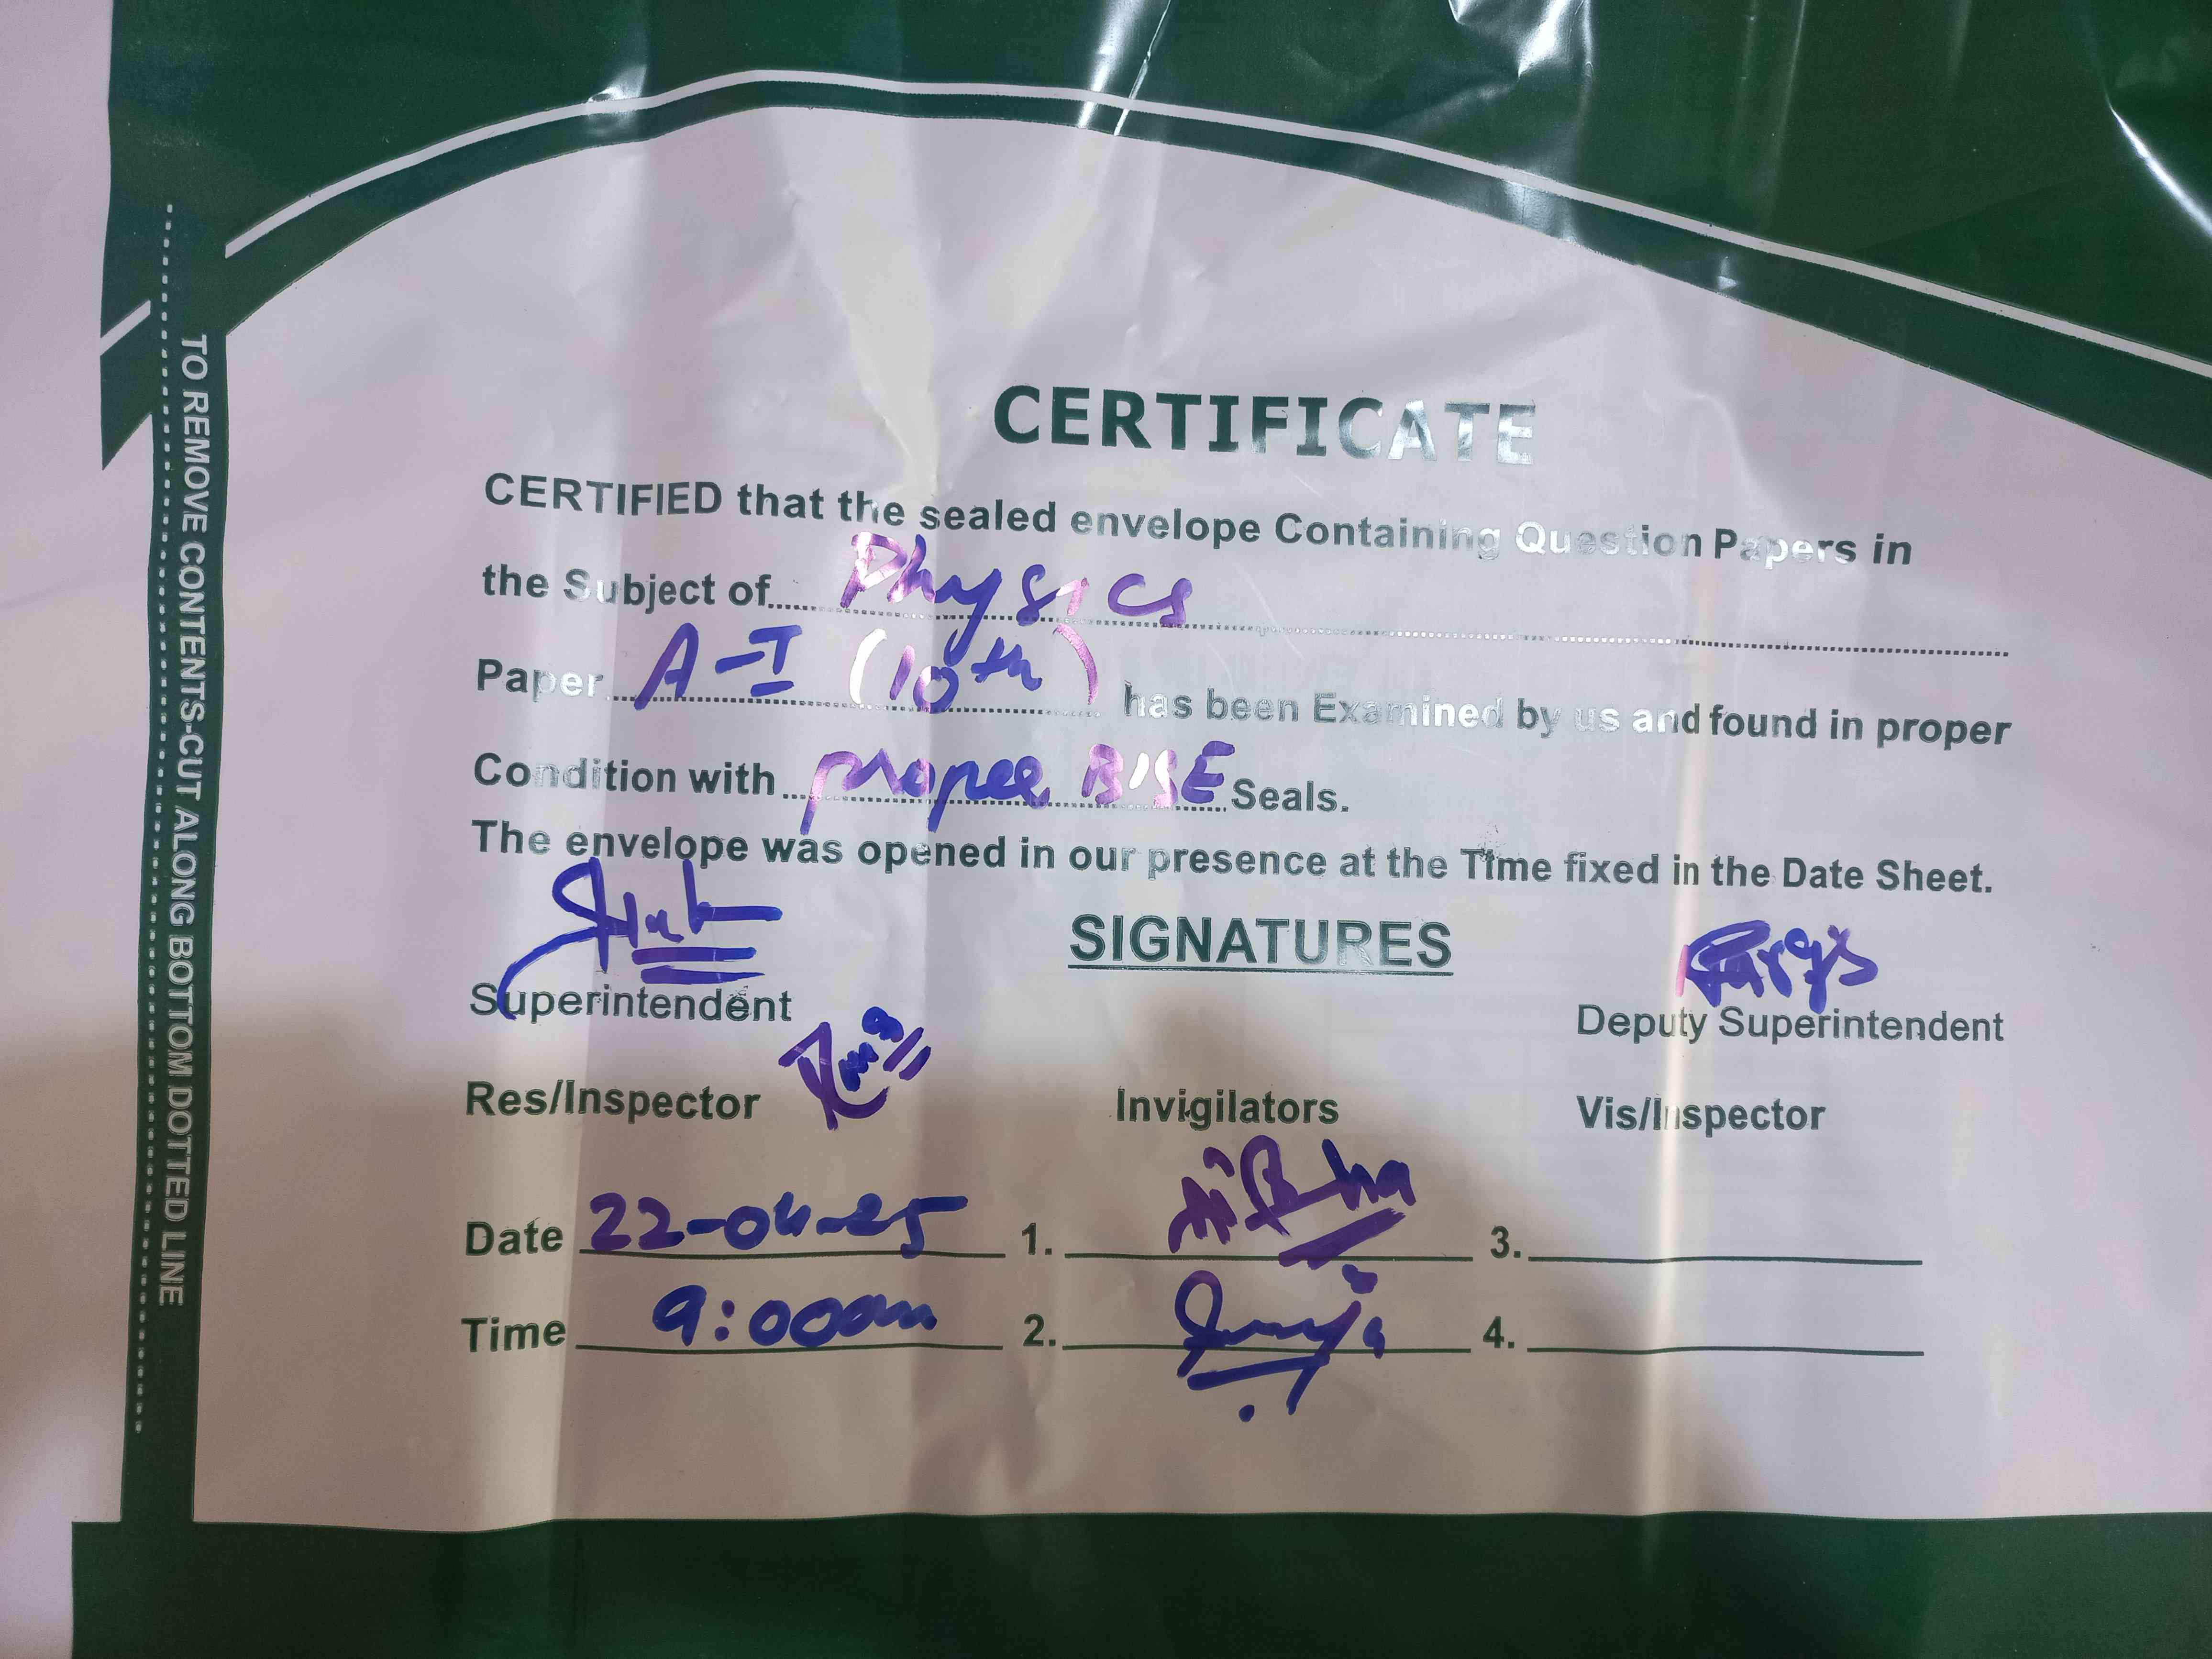 CERTIFICATE
CERTIFIED that the sealed envelope Containing Question Papers in
the Subject of Physics
Paper A-I (10th) has been Examined by us and found in proper
Condition with proper BISE Seals.
The envelope was opened in our presence at the Time fixed in the Date Sheet.
SIGNATURES
Superintendent Deputy Superintendent
Res/Inspector Invigilators Vis/Inspector
Date 22-04-25 1. 3.
Time 9:00am 2. 4.
TO REMOVE CONTENTS-CUT ALONG BOTTOM DOTTED LINE